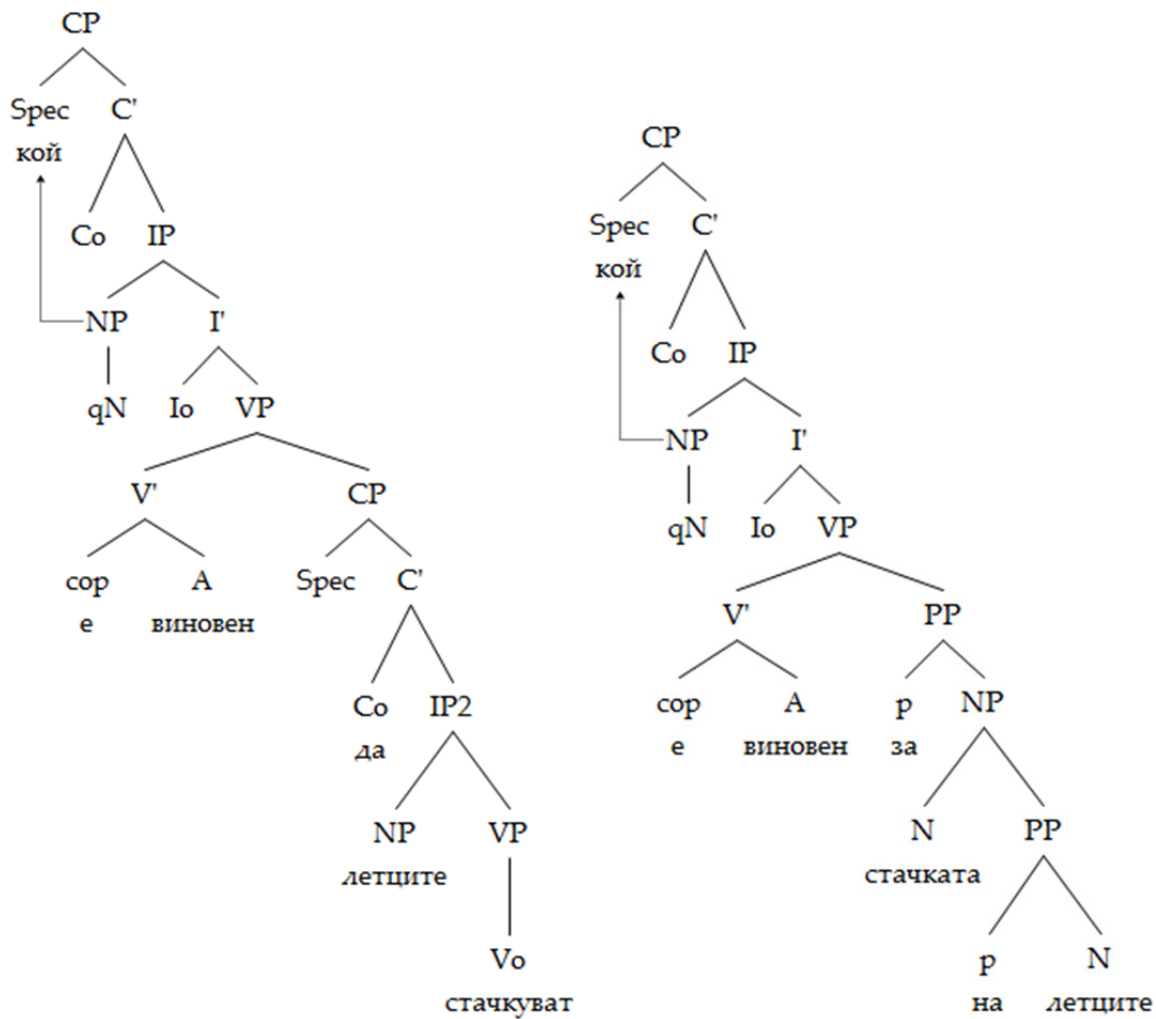 CP
Spec C'
кой
Co IP
NP I'
qN Io VP
V' CP
cop A Spec C'
е виновен
Co IP2
да
NP VP
летците
Vo
стачкуват
CP
Spec C'
кой
Co IP
NP I'
qN Io VP
V' PP
cop A p NP
е виновен за
N PP
стачката
p N
на летците